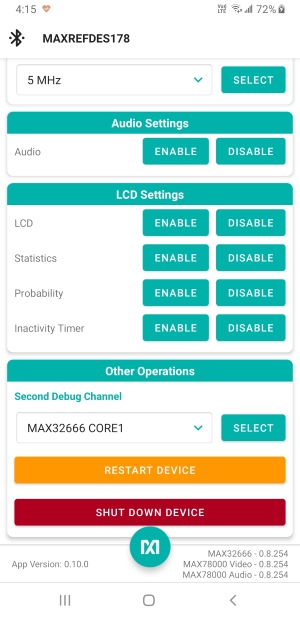 4:15
72%
MAXREFDES178
5 MHz
SELECT
Audio Settings
Audio
ENABLE
DISABLE
LCD Settings
LCD
ENABLE
DISABLE
Statistics
ENABLE
DISABLE
Probability
ENABLE
DISABLE
Inactivity Timer
ENABLE
DISABLE
Other Operations
Second Debug Channel
MAX32666 CORE1
SELECT
RESTART DEVICE
SHUT DOWN DEVICE
App Version: 0.10.0
MAX32666 - 0.8.254
MAX78000 Video - 0.8.254
MAX78000 Audio - 0.8.254